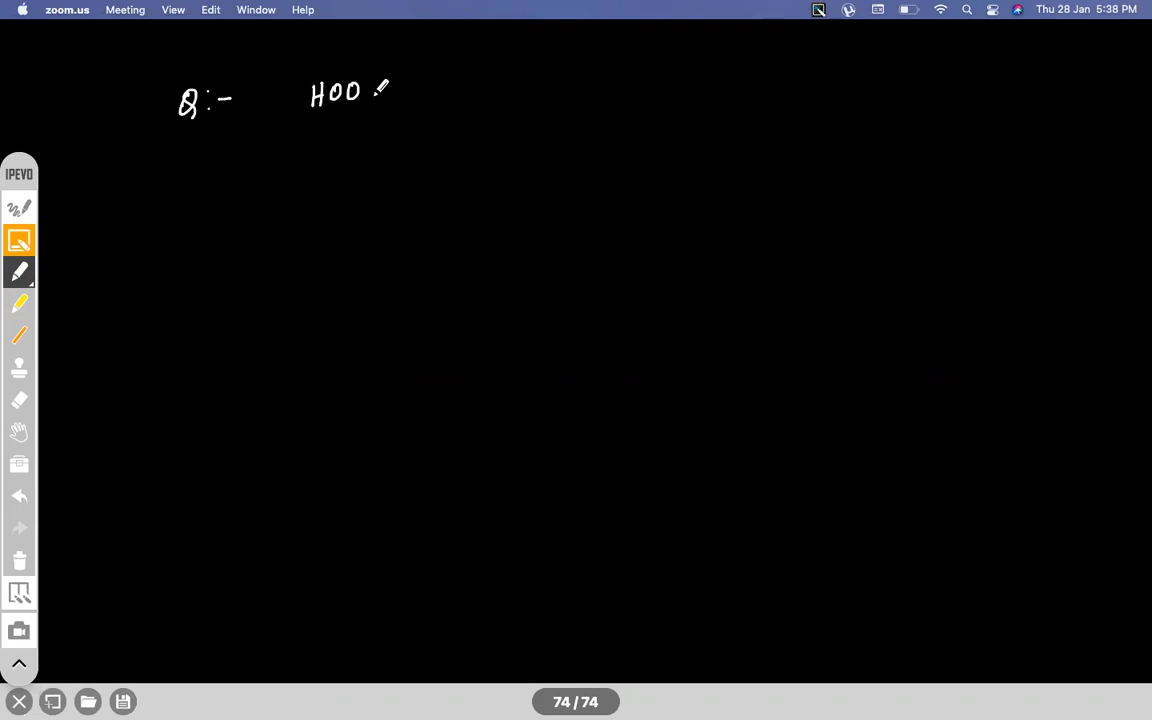 zoom.us Meeting View Edit Window Help Thu 28 Jan 5:38 PM
Q:- HOO
IPEVO
74 / 74